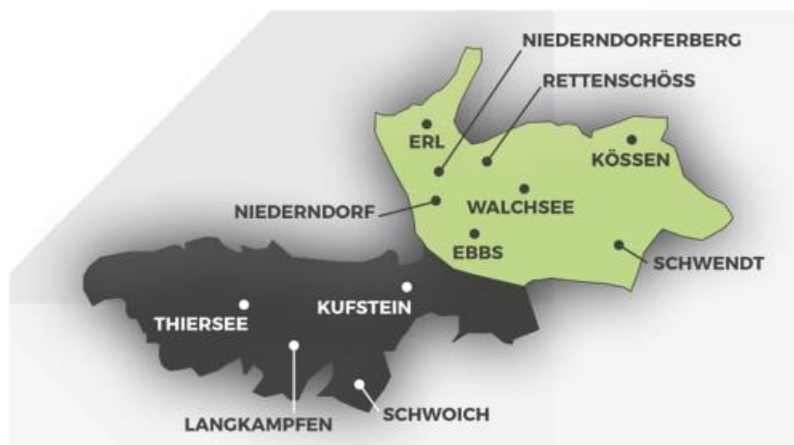 NIEDERNDORFERBERG
RETTENSCHÖSS
ERL
KÖSSEN
NIEDERNDORF
WALCHSEE
EBBS
SCHWENDT
KUFSTEIN
THIERSEE
SCHWOICH
LANGKAMPFEN